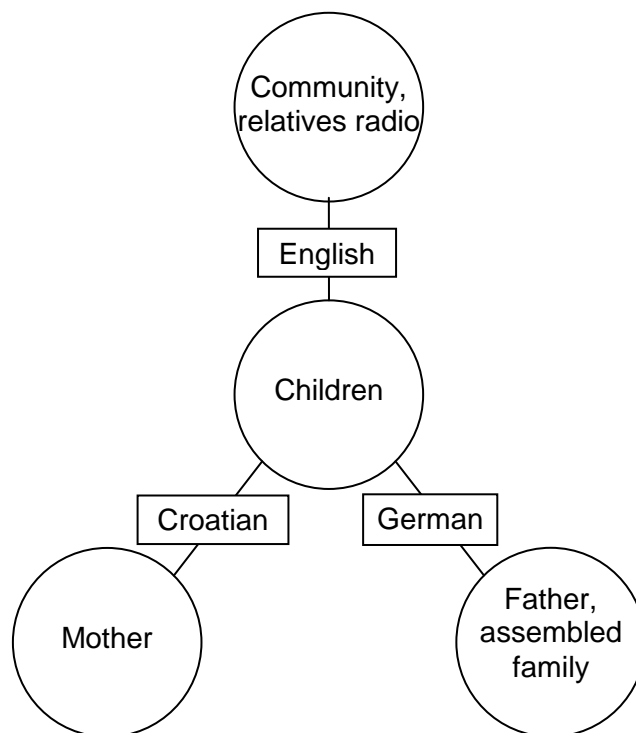 Community,
relatives radio
English
Children
Croatian
German
Mother
Father,
assembled
family